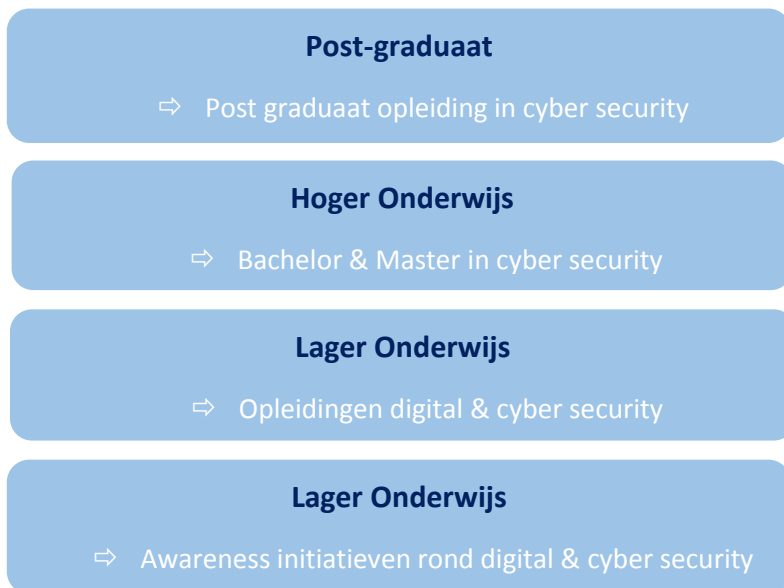 Post-graduaat
⇨ Post graduaat opleiding in cyber security
Hoger Onderwijs
⇨ Bachelor & Master in cyber security
Lager Onderwijs
⇨ Opleidingen digital & cyber security
Lager Onderwijs
⇨ Awareness initiatieven rond digital & cyber security